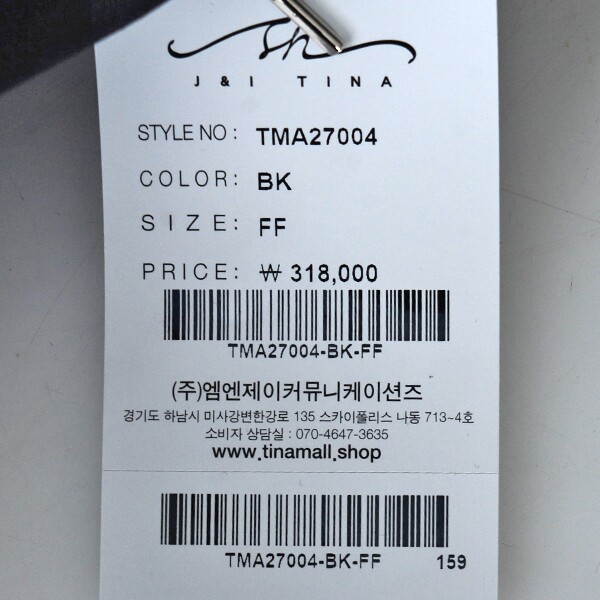 sh
J & I TINA
STYLE NO : TMA27004
COLOR: BK
SIZE: FF
PRICE: ₩ 318,000
TMA27004-BK-FF
(주)엠엔제이커뮤니케이션즈
경기도 하남시 미사강변한강로 135 스카이폴리스 나동 713~4호
소비자 상담실 : 070-4647-3635
www.tinamall.shop
TMA27004-BK-FF 159